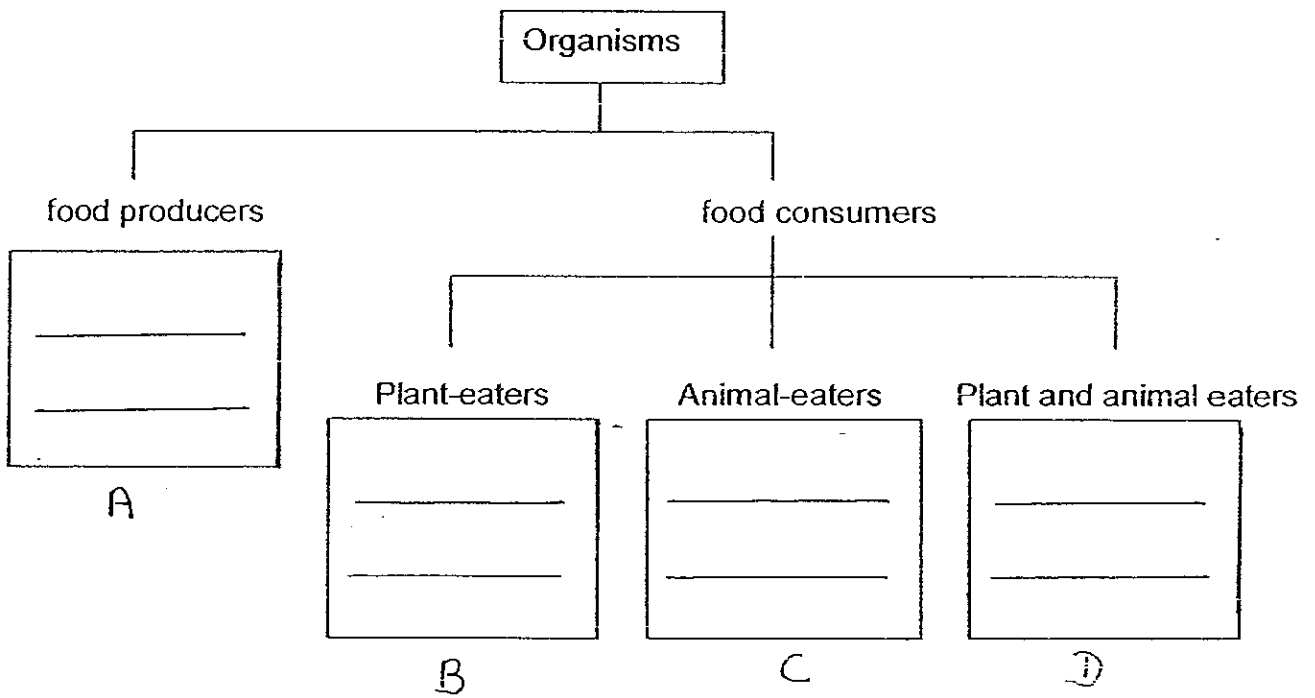 Organisms
food producers
food consumers
Plant-eaters
Animal-eaters
Plant and animal eaters
A
B
C
D